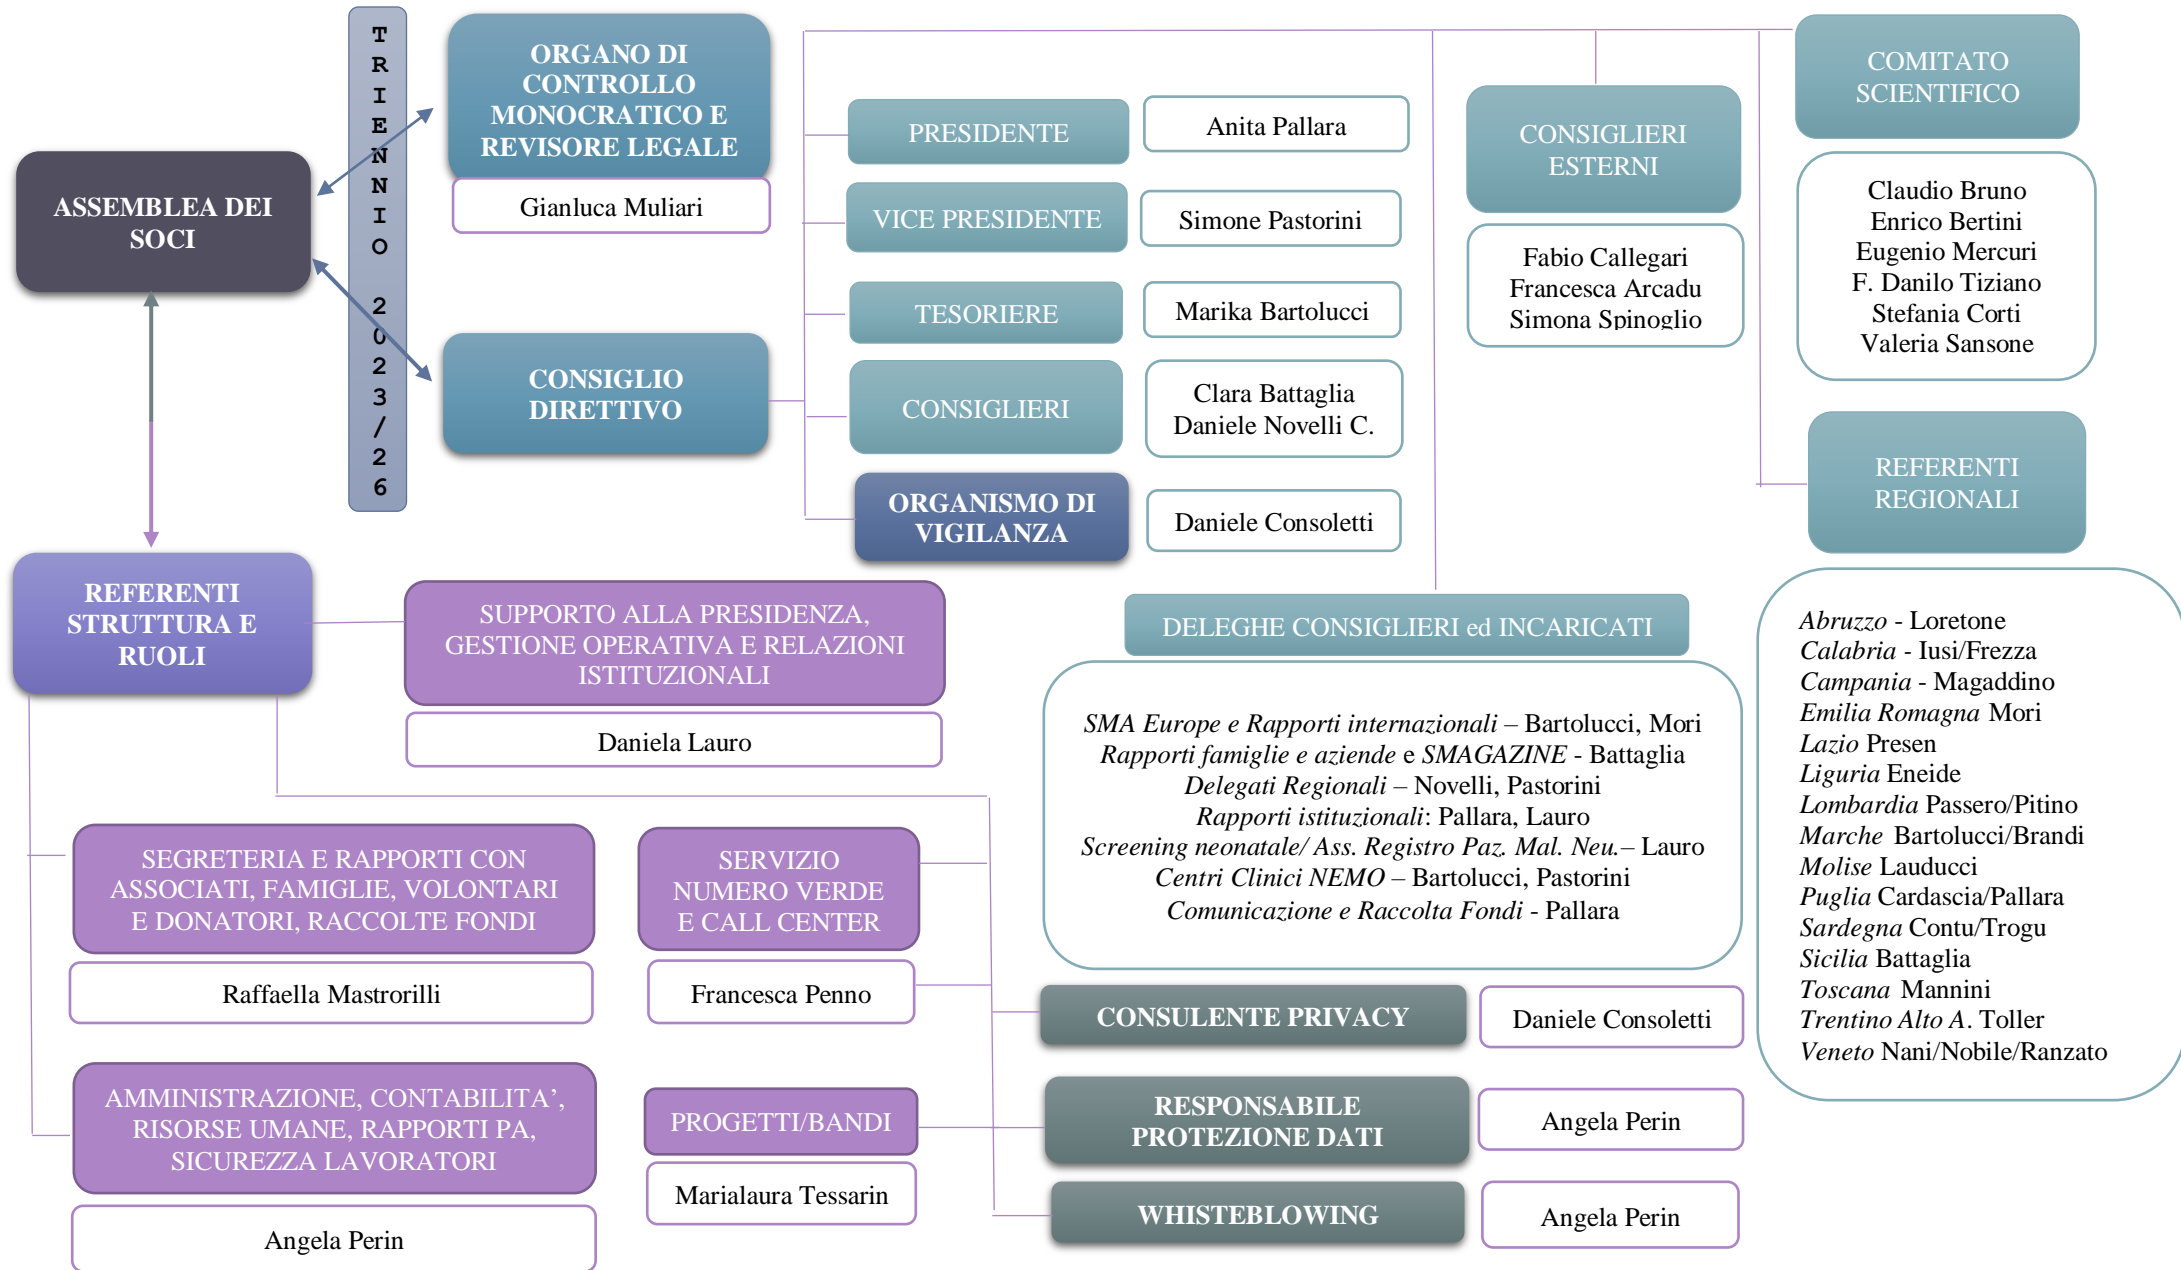 TRIENNIO 2023/26
ORGANO DI
CONTROLLO
MONOCRATICO E
REVISORE LEGALE
Gianluca Muliari
ASSEMBLEA DEI
SOCI
CONSIGLIO
DIRETTIVO
PRESIDENTE
Anita Pallara
VICE PRESIDENTE
Simone Pastorini
TESORIERE
Marika Bartolucci
CONSIGLIERI
Clara Battaglia
Daniele Novelli C.
ORGANISMO DI
VIGILANZA
Daniele Consoletti
CONSIGLIERI
ESTERNI
Fabio Callegari
Francesca Arcadu
Simona Spinoglio
COMITATO
SCIENTIFICO
Claudio Bruno
Enrico Bertini
Eugenio Mercuri
F. Danilo Tiziano
Stefania Corti
Valeria Sansone
REFERENTI
REGIONALI
Abruzzo - Loretone
Calabria - Iusi/Frezza
Campania - Magaddino
Emilia Romagna Mori
Lazio Presen
Liguria Eneide
Lombardia Passero/Pitino
Marche Bartolucci/Brandi
Molise Lauducci
Puglia Cardascia/Pallara
Sardegna Contu/Trogu
Sicilia Battaglia
Toscana Mannini
Trentino Alto A. Toller
Veneto Nani/Nobile/Ranzato
DELEGHE CONSIGLIERI ed INCARICATI
SMA Europe e Rapporti internazionali – Bartolucci, Mori
Rapporti famiglie e aziende e SMAGAZINE - Battaglia
Delegati Regionali – Novelli, Pastorini
Rapporti istituzionali: Pallara, Lauro
Screening neonatale/ Ass. Registro Paz. Mal. Neu.– Lauro
Centri Clinici NEMO – Bartolucci, Pastorini
Comunicazione e Raccolta Fondi - Pallara
REFERENTI
STRUTTURA E
RUOLI
SUPPORTO ALLA PRESIDENZA,
GESTIONE OPERATIVA E RELAZIONI
ISTITUZIONALI
Daniela Lauro
SEGRETERIA E RAPPORTI CON
ASSOCIATI, FAMIGLIE, VOLONTARI
E DONATORI, RACCOLTE FONDI
Raffaella Mastrorilli
SERVIZIO
NUMERO VERDE
E CALL CENTER
Francesca Penno
AMMINISTRAZIONE, CONTABILITA’,
RISORSE UMANE, RAPPORTI PA,
SICUREZZA LAVORATORI
Angela Perin
PROGETTI/BANDI
Marialaura Tessarin
CONSULENTE PRIVACY
Daniele Consoletti
RESPONSABILE
PROTEZIONE DATI
Angela Perin
WHISTEBLOWING
Angela Perin